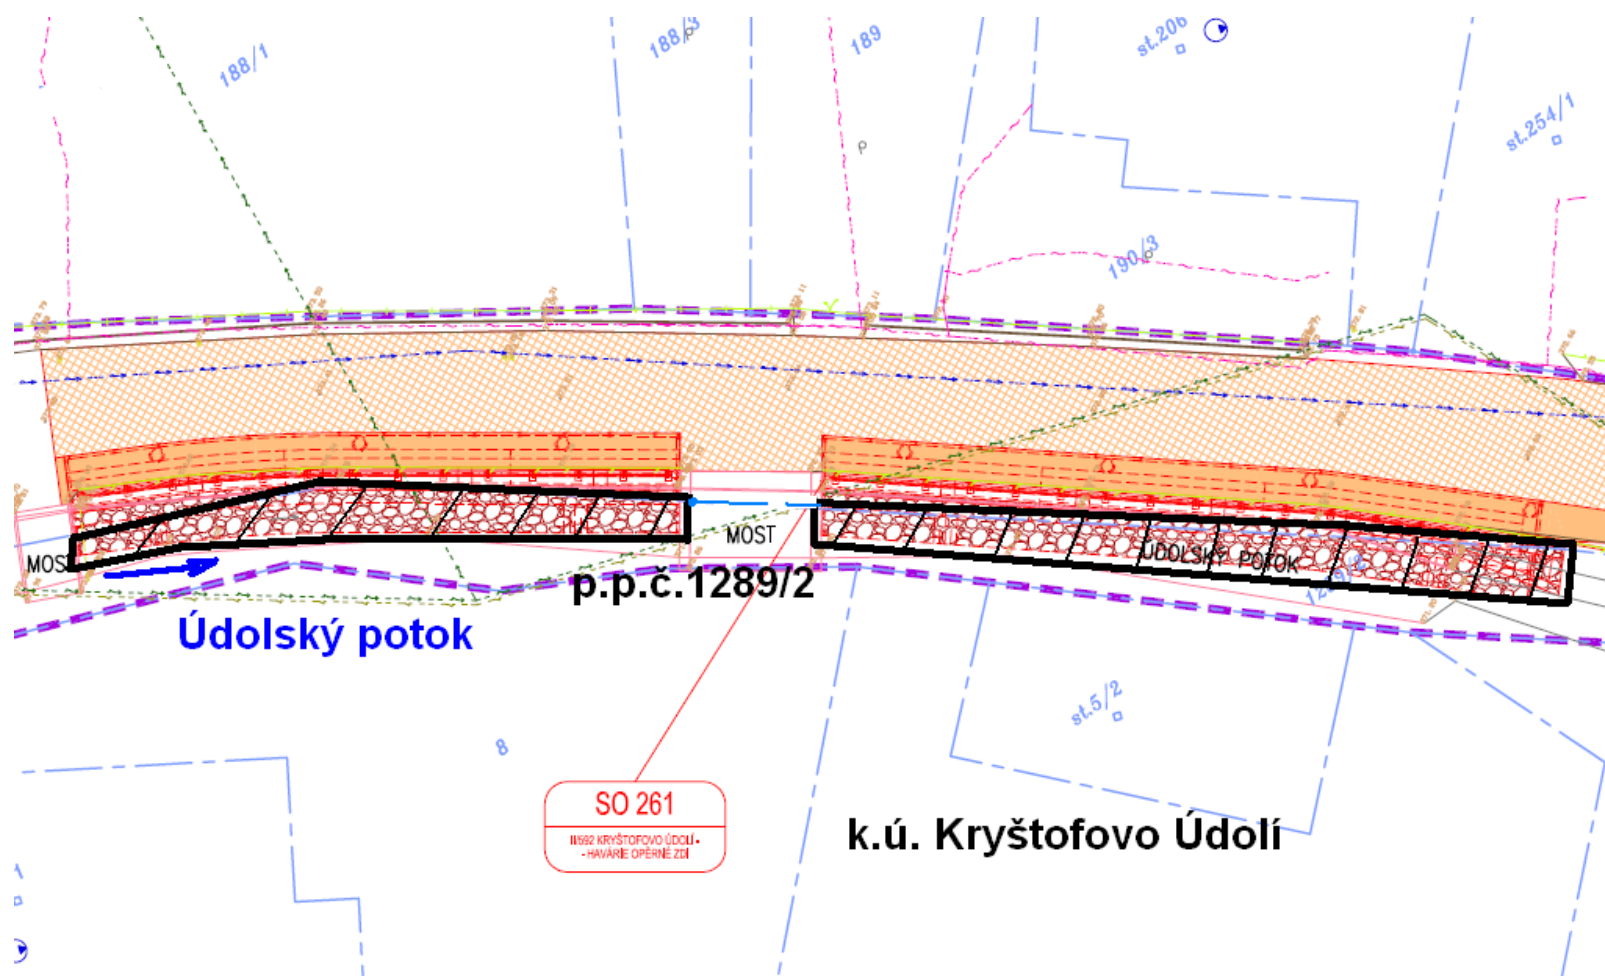 188/1
188/3
189
st.206
st.254/1
190/3
MOST
MOST
ÚDOLSKÝ POTOK
p.p.č.1289/2
Údolský potok
st.5/2
8
SO 261
II/592 KRYŠTOFOVO ÚDOLÍ -
- HAVÁRIE OPĚRNÉ ZDI
k.ú. Kryštofovo Údolí